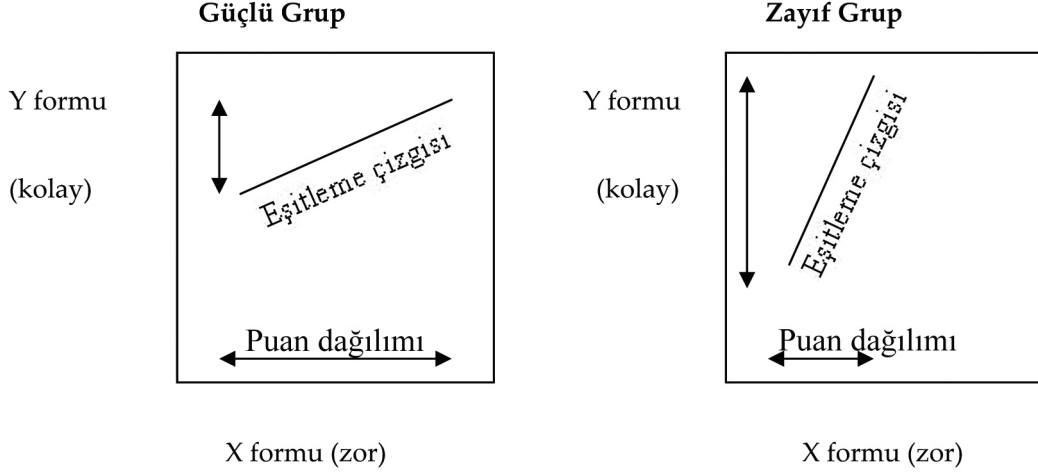 Güçlü Grup
Y formu
(kolay)
Eşitleme çizgisi
Puan dağılımı
X formu (zor)
Zayıf Grup
Y formu
(kolay)
Eşitleme çizgisi
Puan dağılımı
X formu (zor)